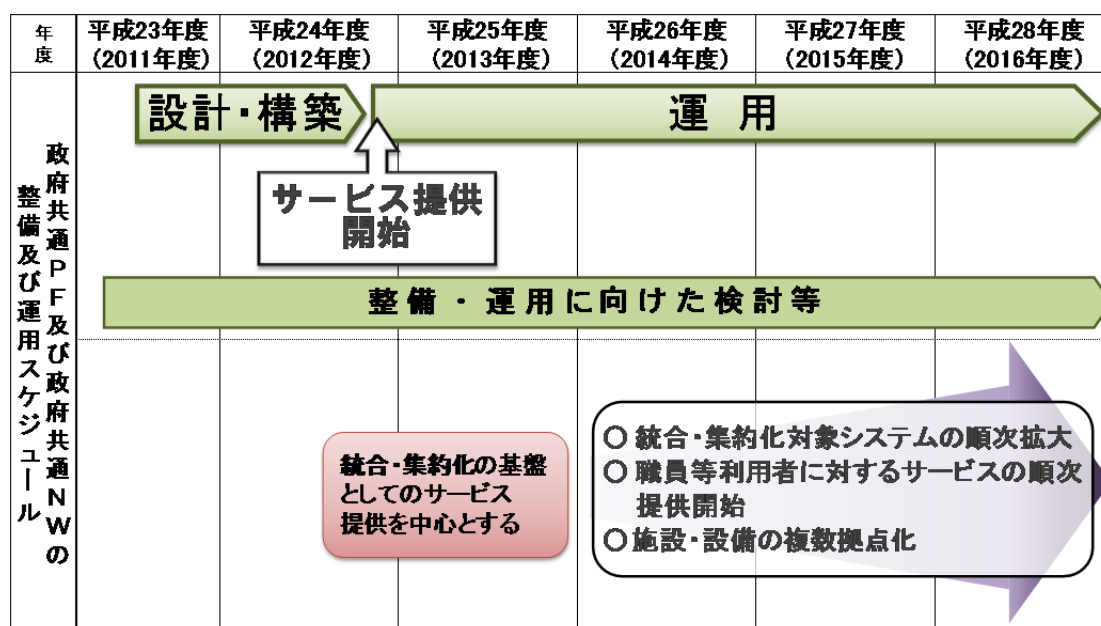 年度
平成23年度
(2011年度)
平成24年度
(2012年度)
平成25年度
(2013年度)
平成26年度
(2014年度)
平成27年度
(2015年度)
平成28年度
(2016年度)
政府共通PF及び政府共通NWの
整備及び運用スケジュール
設計・構築
運用
サービス提供
開始
整備・運用に向けた検討等
統合・集約化の基盤
としてのサービス
提供を中心とする
○ 統合・集約化対象システムの順次拡大
○ 職員等利用者に対するサービスの順次
提供開始
○ 施設・設備の複数拠点化